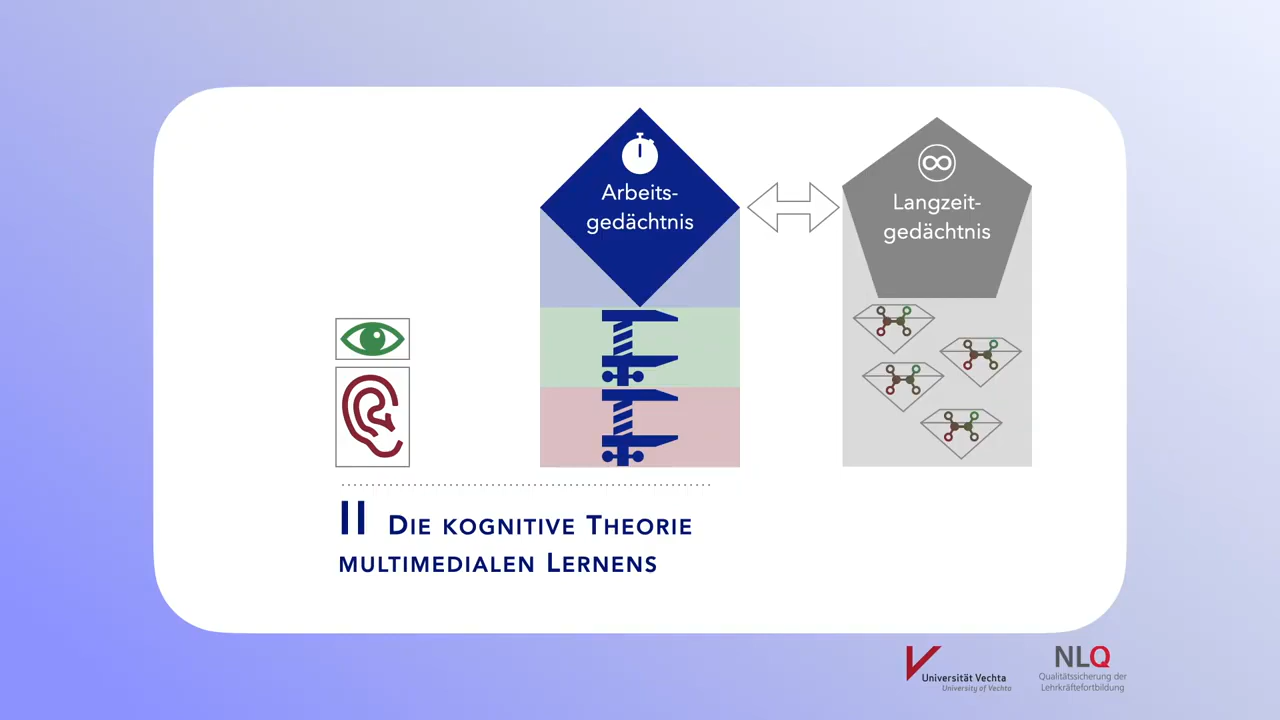 Arbeits-
gedächtnis
Langzeit-
gedächtnis
II Die kognitive Theorie
multimedialen Lernens
Universität Vechta
University of Vechta
NLQ
Qualitätssicherung der
Lehrkräftefortbildung